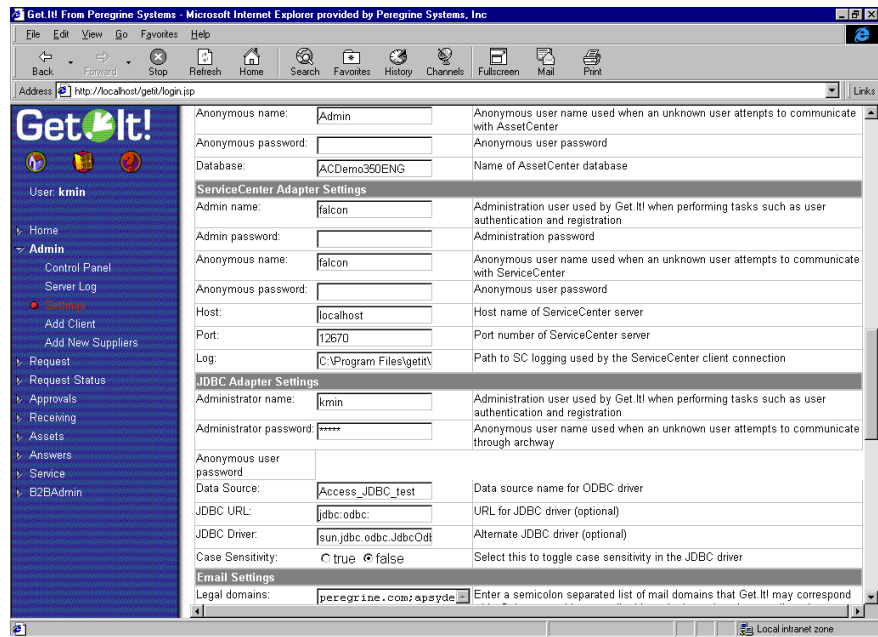 Get.It! From Peregrine Systems - Microsoft Internet Explorer provided by Peregrine Systems, Inc
File Edit View Go Favorites Help
Back Forward Stop Refresh Home Search Favorites History Channels Fullscreen Mail Print
Address http://localhost/getit/login.jsp Links
Get.It!
User: kmin
Home
Admin
Control Panel
Server Log
Settings
Add Client
Add New Suppliers
Request
Request Status
Approvals
Receiving
Assets
Answers
Service
B2BAdmin
Anonymous name: Admin Anonymous user name used when an unknown user attenpts to communicate
with AssetCenter
Anonymous password: Anonymous user password
Database: ACDemo350ENG Name of AssetCenter database
ServiceCenter Adapter Settings
Admin name: falcon Administration user used by Get.It! when performing tasks such as user
authentication and registration
Admin password: Administration password
Anonymous name: falcon Anonymous user name used when an unknown user attempts to communicate
with ServiceCenter
Anonymous password: Anonymous user password
Host: localhost Host name of ServiceCenter server
Port: 12670 Port number of ServiceCenter server
Log: C:\Program Files\getit\ Path to SC logging used by the ServiceCenter client connection
JDBC Adapter Settings
Administrator name: kmin Administration user used by Get.It! when performing tasks such as user
authentication and registration
Administrator password: ***** Anonymous user name used when an unknown user attempts to communicate
through archway
Anonymous user
password
Data Source: Access_JDBC_test Data source name for ODBC driver
JDBC URL: jdbc:odbc: URL for JDBC driver (optional)
JDBC Driver: sun.jdbc.odbc.JdbcOdb Alternate JDBC driver (optional)
Case Sensitivity: true false Select this to toggle case sensitivity in the JDBC driver
Email Settings
Legal domains: peregrine.com;apsyde Enter a semicolon separated list of mail domains that Get.It! may correspond
Local intranet zone